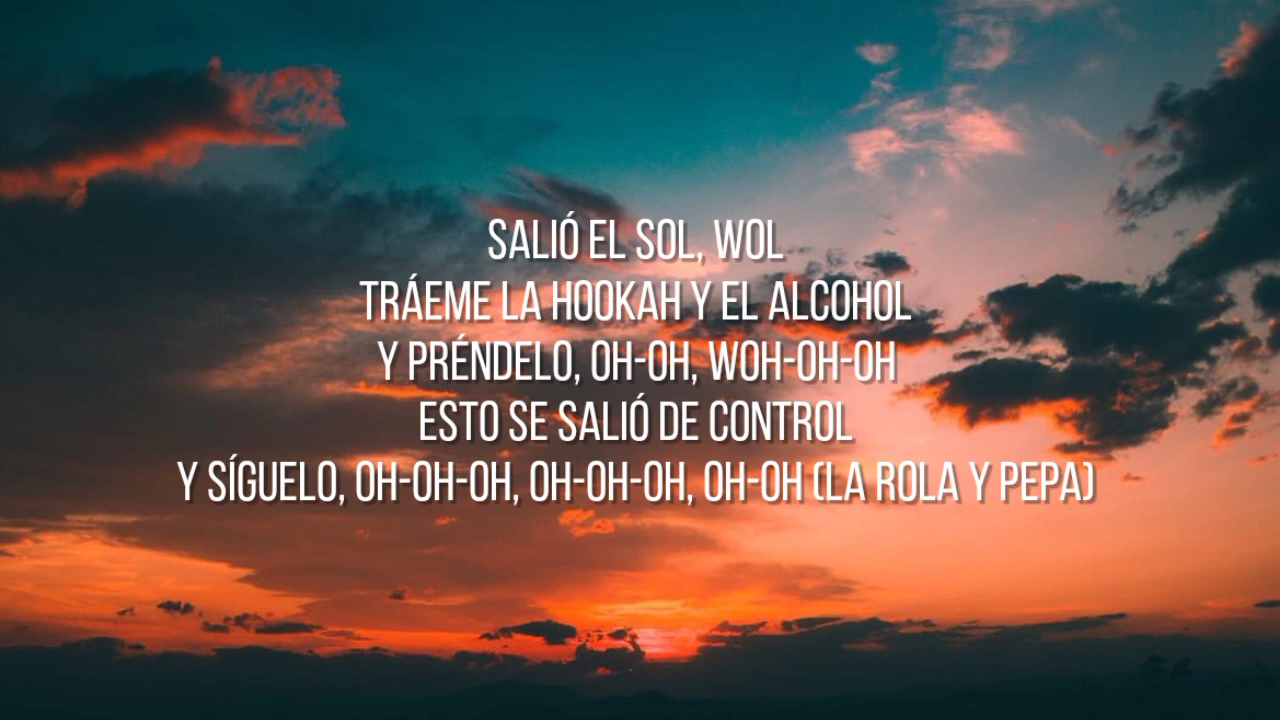 SALIÓ EL SOL, WOL
TRÁEME LA HOOKAH Y EL ALCOHOL
Y PRÉNDELO, OH-OH, WOH-OH-OH
ESTO SE SALIÓ DE CONTROL
Y SÍGUELO, OH-OH-OH, OH-OH-OH, OH-OH (LA ROLA Y PEPA)